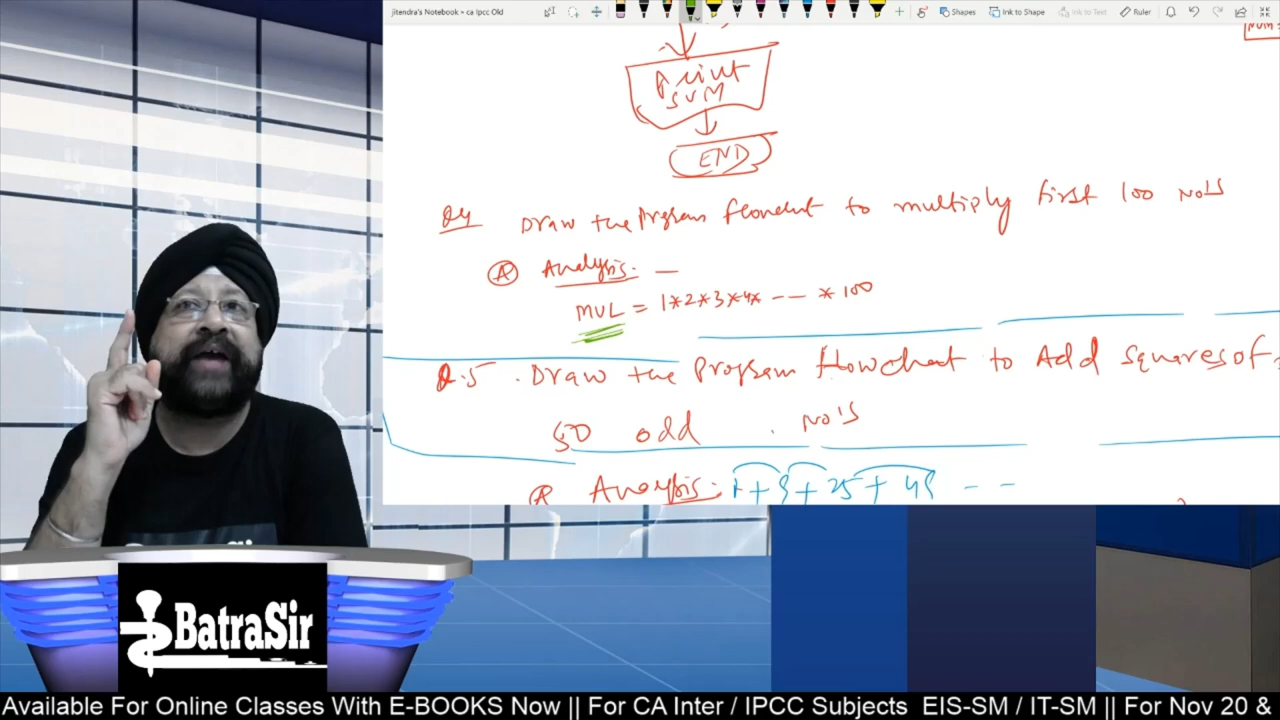 jitendra's Notebook » ca Ipcc Old
Shapes
Ink to Shape
Ink to Text
Ruler
Print
SUM
END
Q4 Draw the Prgram flowchut to multiply first 100 No's
(A) Analysis. —
MUL = 1*2*3*4* -- — *100
Q.5 . Draw the Program flowchart to Add squares of
50 odd No's
A Analysis: 1 + 9 + 25 + 49 - -
BatraSir
Available For Online Classes With E-BOOKS Now || For CA Inter / IPCC Subjects EIS-SM / IT-SM || For Nov 20 &